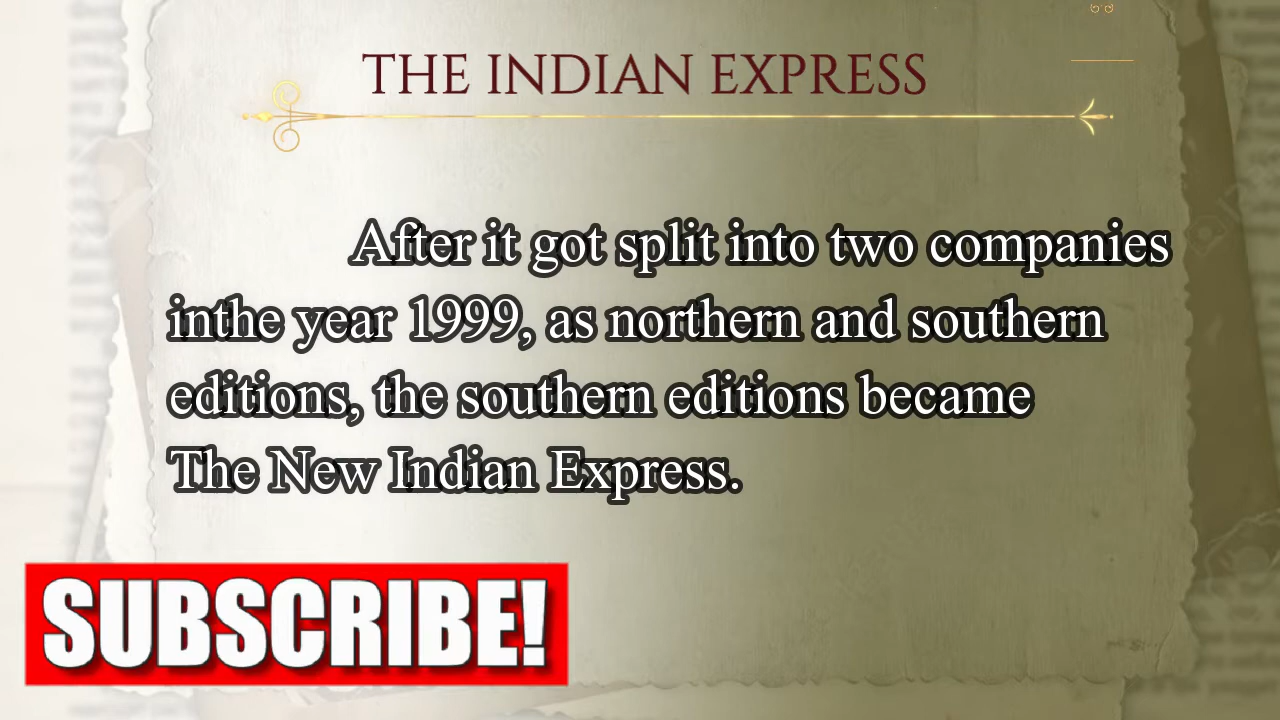 THE INDIAN EXPRESS
After it got split into two companies
inthe year 1999, as northern and southern
editions, the southern editions became
The New Indian Express.
SUBSCRIBE!